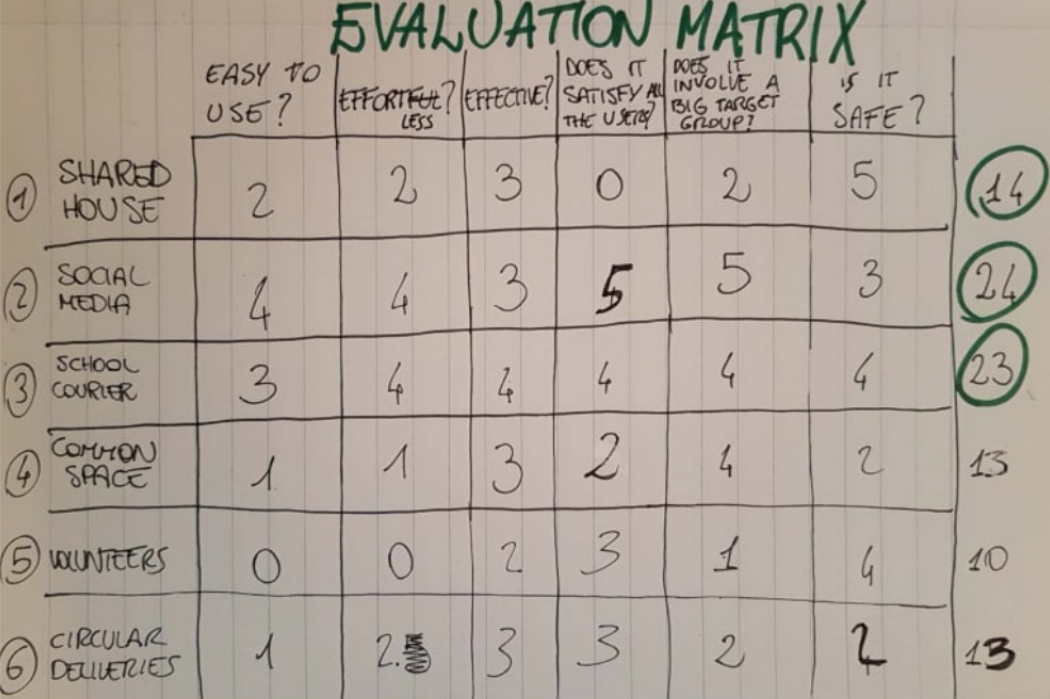 EVALUATION MATRIX
EASY TO USE? EFFORTFUL? LESS EFFECTIVE? DOES IT SATISFY ALL THE USERS? DOES IT INVOLVE A BIG TARGET GROUP? IS IT SAFE?
1 SHARED HOUSE 2 2 3 0 2 5 14
2 SOCIAL MEDIA 4 4 3 5 5 3 24
3 SCHOOL COURIER 3 4 4 4 4 4 23
4 COMMON SPACE 1 1 3 2 4 2 13
5 VOLUNTEERS 0 0 2 3 1 4 10
6 CIRCULAR DELIVERIES 1 2. 3 3 2 2 13